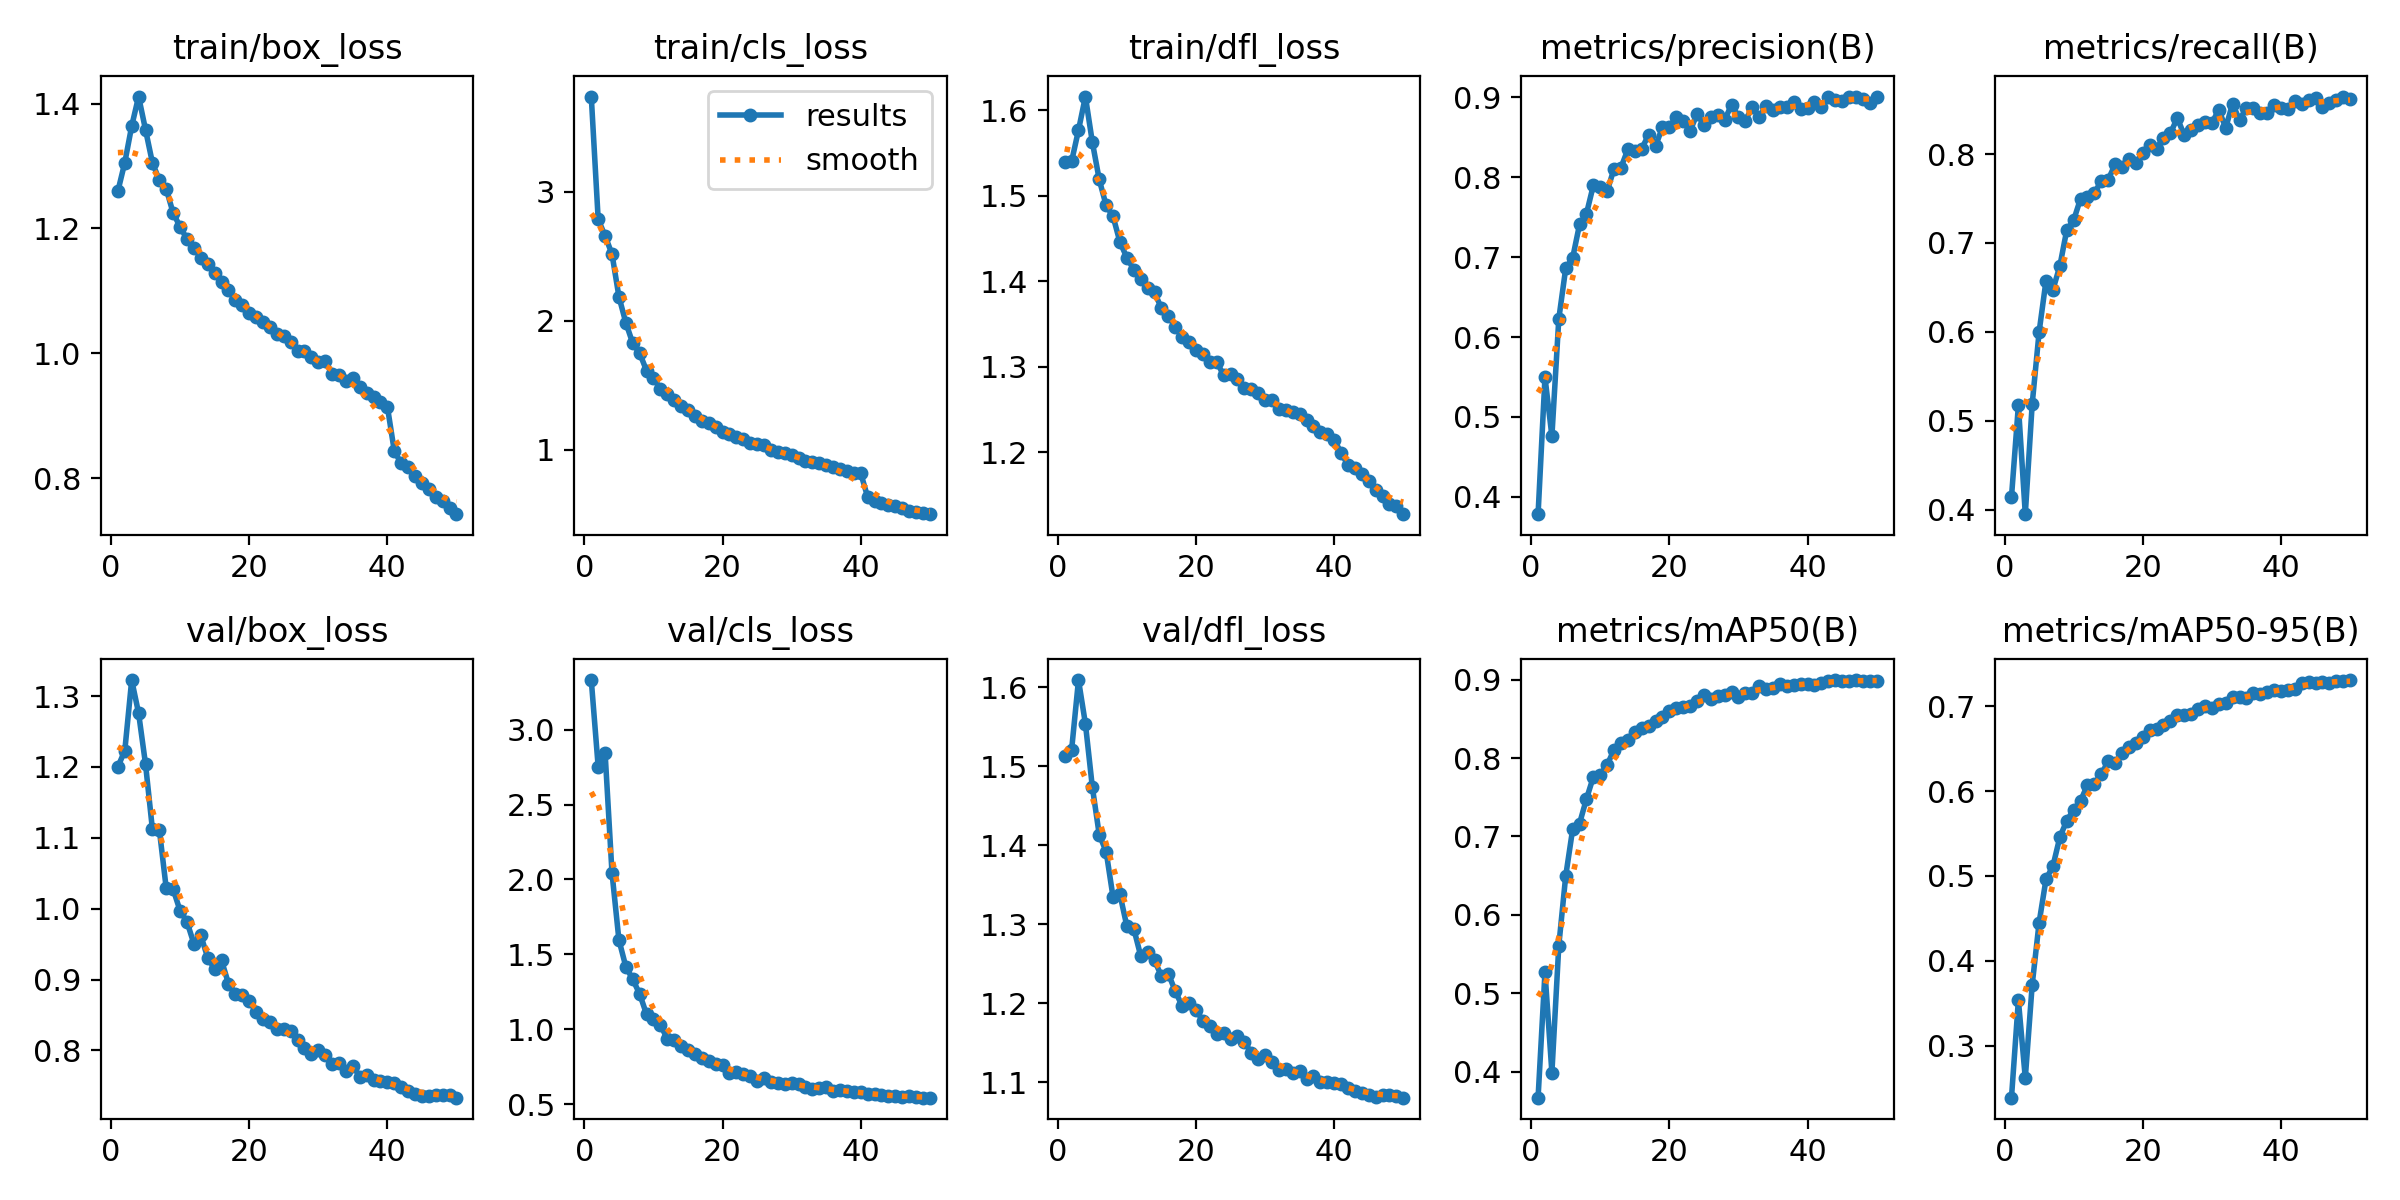 train/box_loss
1.4
1.2
1.0
0.8
0 20 40
train/cls_loss
results
smooth
3
2
1
0 20 40
train/dfl_loss
1.6
1.5
1.4
1.3
1.2
0 20 40
metrics/precision(B)
0.9
0.8
0.7
0.6
0.5
0.4
0 20 40
metrics/recall(B)
0.8
0.7
0.6
0.5
0.4
0 20 40
val/box_loss
1.3
1.2
1.1
1.0
0.9
0.8
0 20 40
val/cls_loss
3.0
2.5
2.0
1.5
1.0
0.5
0 20 40
val/dfl_loss
1.6
1.5
1.4
1.3
1.2
1.1
0 20 40
metrics/mAP50(B)
0.9
0.8
0.7
0.6
0.5
0.4
0 20 40
metrics/mAP50-95(B)
0.7
0.6
0.5
0.4
0.3
0 20 40